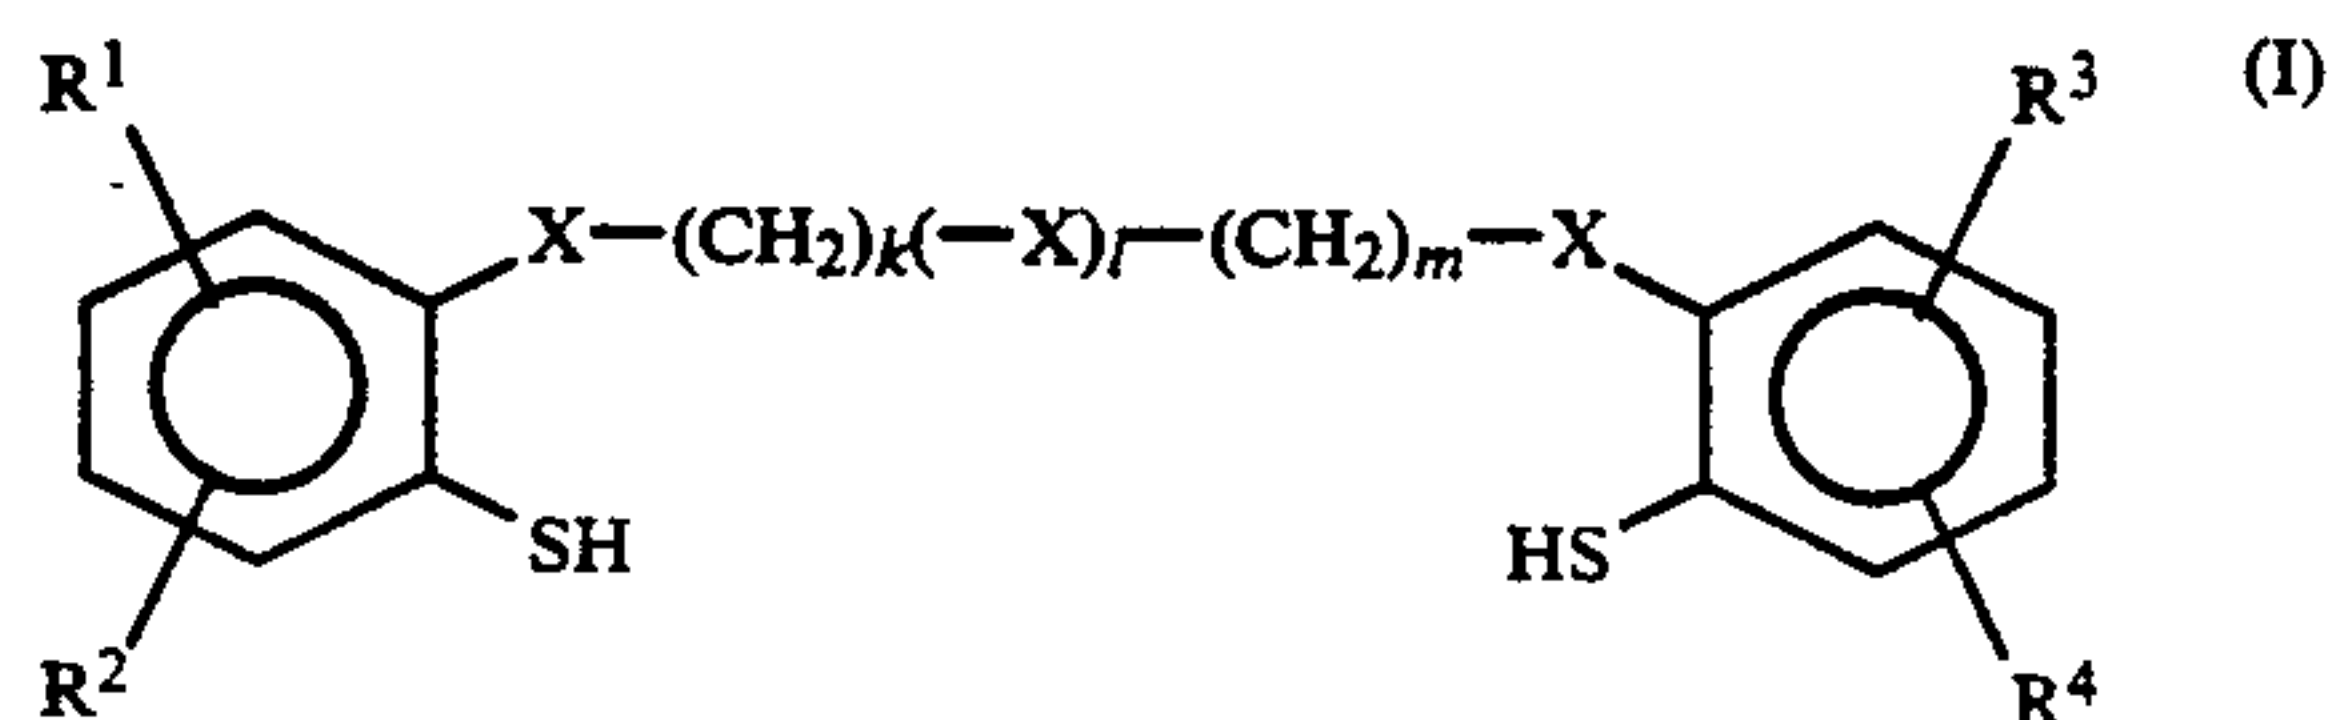 R¹ R³ (I)
X—(CH₂)ₖ(—X)ₗ—(CH₂)ₘ—X
SH HS
R² R⁴